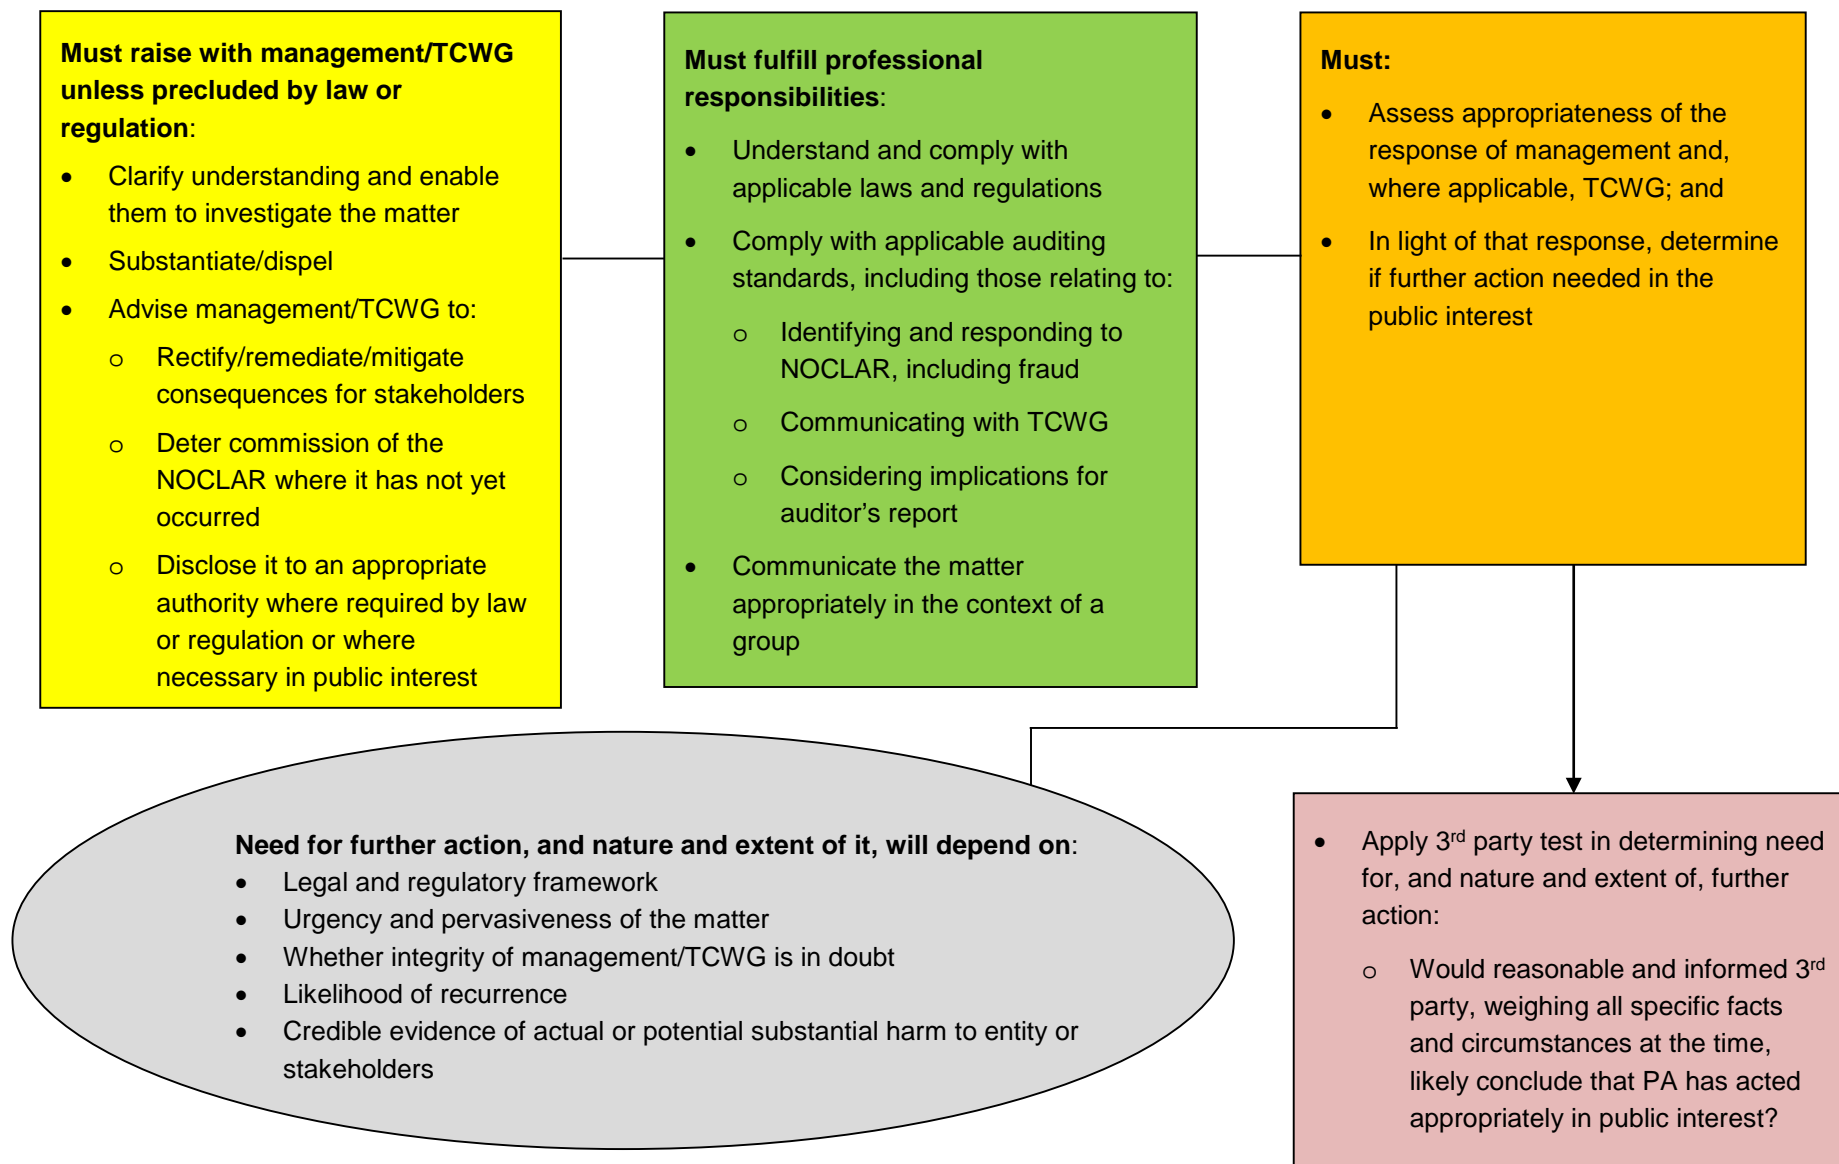 Must raise with management/TCWG
unless precluded by law or
regulation:
• Clarify understanding and enable
them to investigate the matter
• Substantiate/dispel
• Advise management/TCWG to:
o Rectify/remediate/mitigate
consequences for stakeholders
o Deter commission of the
NOCLAR where it has not yet
occurred
o Disclose it to an appropriate
authority where required by law
or regulation or where
necessary in public interest
Must fulfill professional
responsibilities:
• Understand and comply with
applicable laws and regulations
• Comply with applicable auditing
standards, including those relating to:
o Identifying and responding to
NOCLAR, including fraud
o Communicating with TCWG
o Considering implications for
auditor’s report
• Communicate the matter
appropriately in the context of a
group
Must:
• Assess appropriateness of the
response of management and,
where applicable, TCWG; and
• In light of that response, determine
if further action needed in the
public interest
Need for further action, and nature and extent of it, will depend on:
• Legal and regulatory framework
• Urgency and pervasiveness of the matter
• Whether integrity of management/TCWG is in doubt
• Likelihood of recurrence
• Credible evidence of actual or potential substantial harm to entity or
stakeholders
• Apply 3rd party test in determining need
for, and nature and extent of, further
action:
o Would reasonable and informed 3rd
party, weighing all specific facts
and circumstances at the time,
likely conclude that PA has acted
appropriately in public interest?